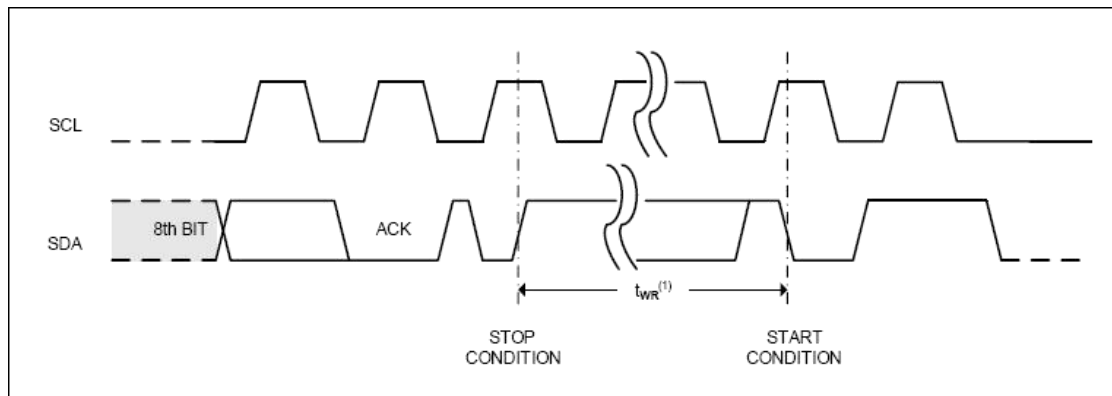 SCL
SDA
8th BIT
ACK
tWR(1)
STOP
CONDITION
START
CONDITION